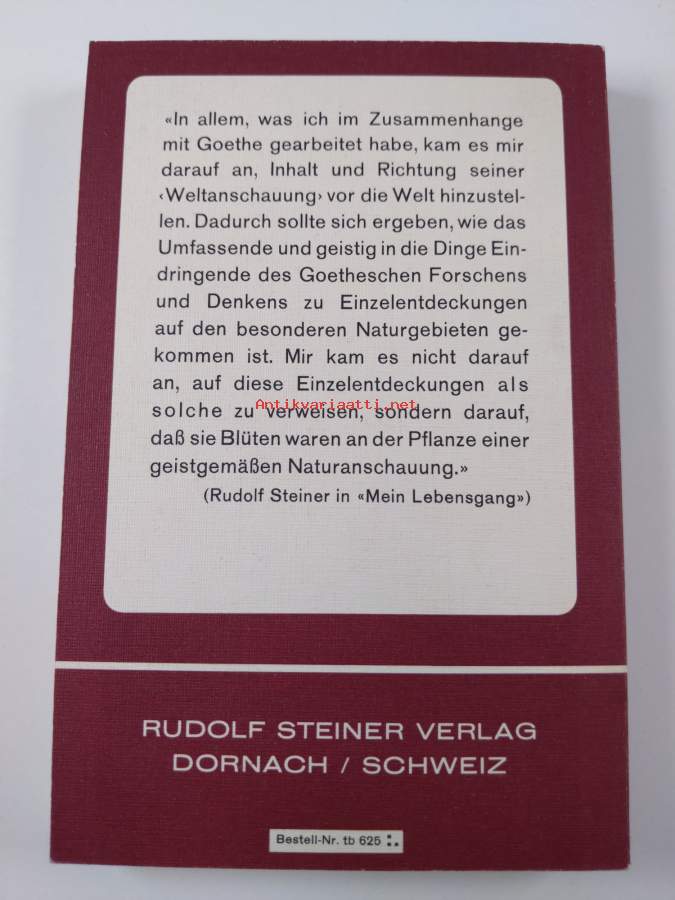 «In allem, was ich im Zusammenhange
mit Goethe gearbeitet habe, kam es mir
darauf an, Inhalt und Richtung seiner
‹Weltanschauung› vor die Welt hinzustel-
len. Dadurch sollte sich ergeben, wie das
Umfassende und geistig in die Dinge Ein-
dringende des Goetheschen Forschens
und Denkens zu Einzelentdeckungen
auf den besonderen Naturgebieten ge-
kommen ist. Mir kam es nicht darauf
an, auf diese Einzelentdeckungen als
solche zu verweisen, sondern darauf,
Antikvariaatti.net
daß sie Blüten waren an der Pflanze einer
geistgemäßen Naturanschauung.»
(Rudolf Steiner in «Mein Lebensgang»)
RUDOLF STEINER VERLAG
DORNACH / SCHWEIZ
Bestell-Nr. tb 625